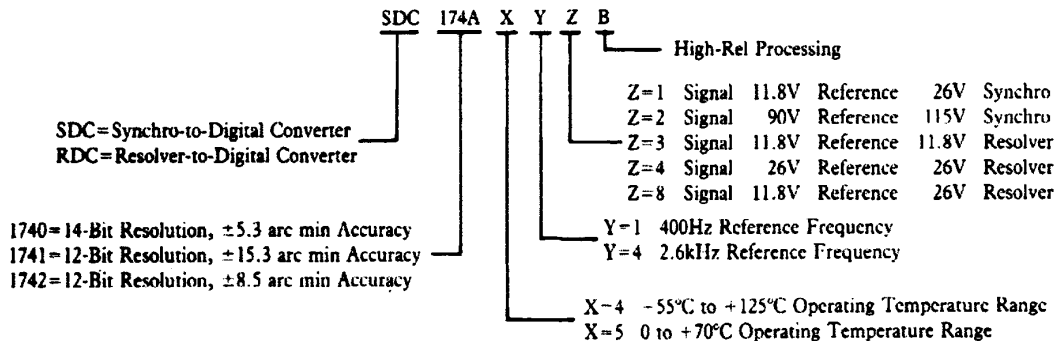 SDC 174A X Y Z B
High-Rel Processing
Z=1 Signal 11.8V Reference 26V Synchro
Z=2 Signal 90V Reference 115V Synchro
Z=3 Signal 11.8V Reference 11.8V Resolver
Z=4 Signal 26V Reference 26V Resolver
Z=8 Signal 11.8V Reference 26V Resolver
SDC=Synchro-to-Digital Converter
RDC=Resolver-to-Digital Converter
Y=1 400Hz Reference Frequency
Y=4 2.6kHz Reference Frequency
1740=14-Bit Resolution, ±5.3 arc min Accuracy
1741=12-Bit Resolution, ±15.3 arc min Accuracy
1742=12-Bit Resolution, ±8.5 arc min Accuracy
X=4 -55°C to +125°C Operating Temperature Range
X=5 0 to +70°C Operating Temperature Range